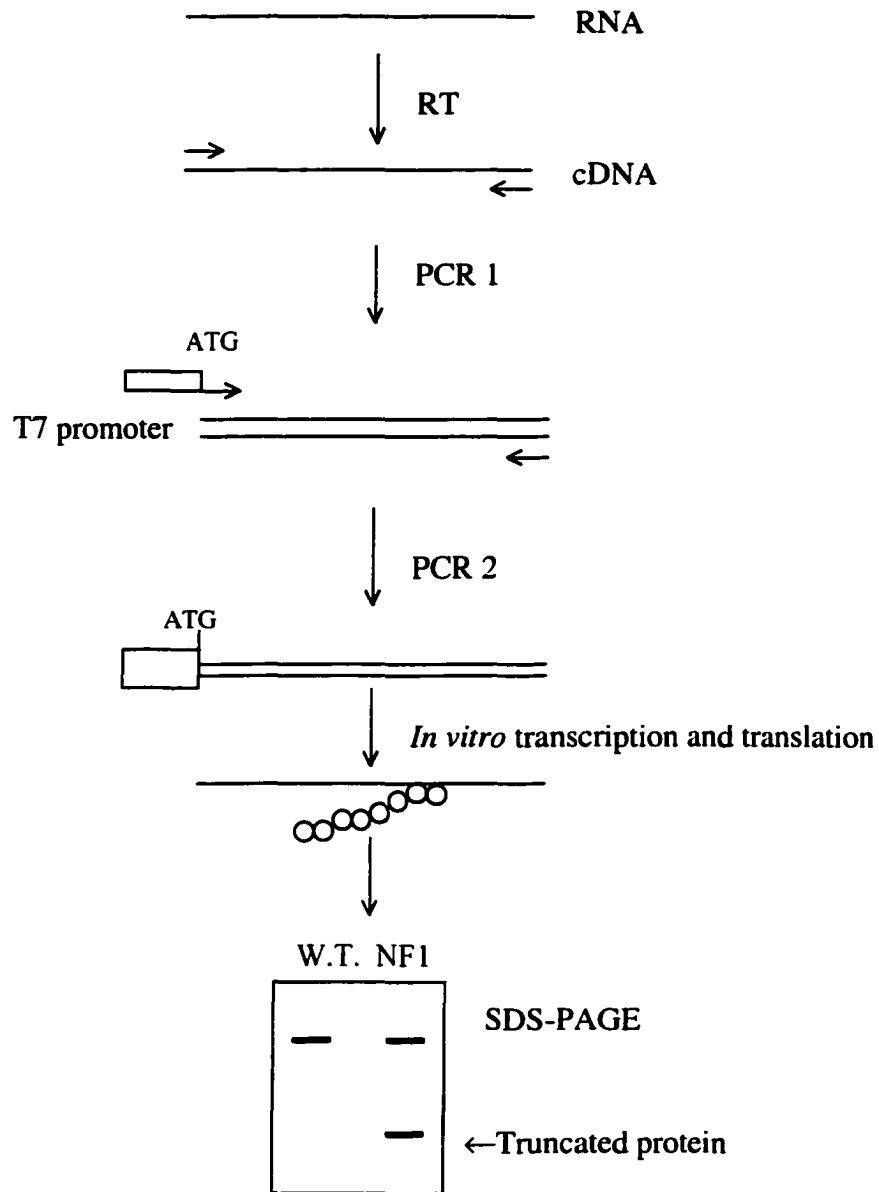 RNA
RT
cDNA
PCR 1
ATG
T7 promoter
PCR 2
ATG
In vitro transcription and translation
W.T. NF1
SDS-PAGE
←Truncated protein